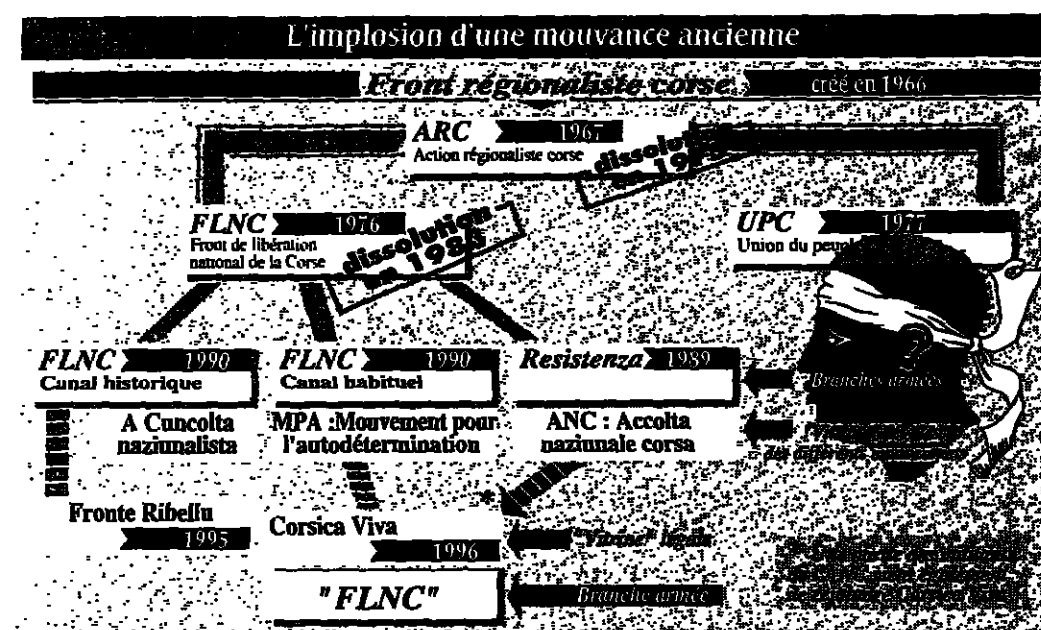 L'implosion d'une mouvance ancienne
Front régionaliste corse créé en 1966
ARC 1967
Action régionaliste corse
dissolution
FLNC 1976
Front de libération
national de la Corse
dissolution
en 1983
UPC 1977
Union du
FLNC 1990
Canal historique
FLNC 1990
Canal habituel
Resistenza 1989
Branches armées
A Cuncolta
naziunalista
MPA :Mouvement pour
l'autodétermination
ANC : Accolta
naziunale corsa
Fronte Ribellu
1995
*
Corsica Viva
1996
"Vitrine" légale
"FLNC"
Branche armée